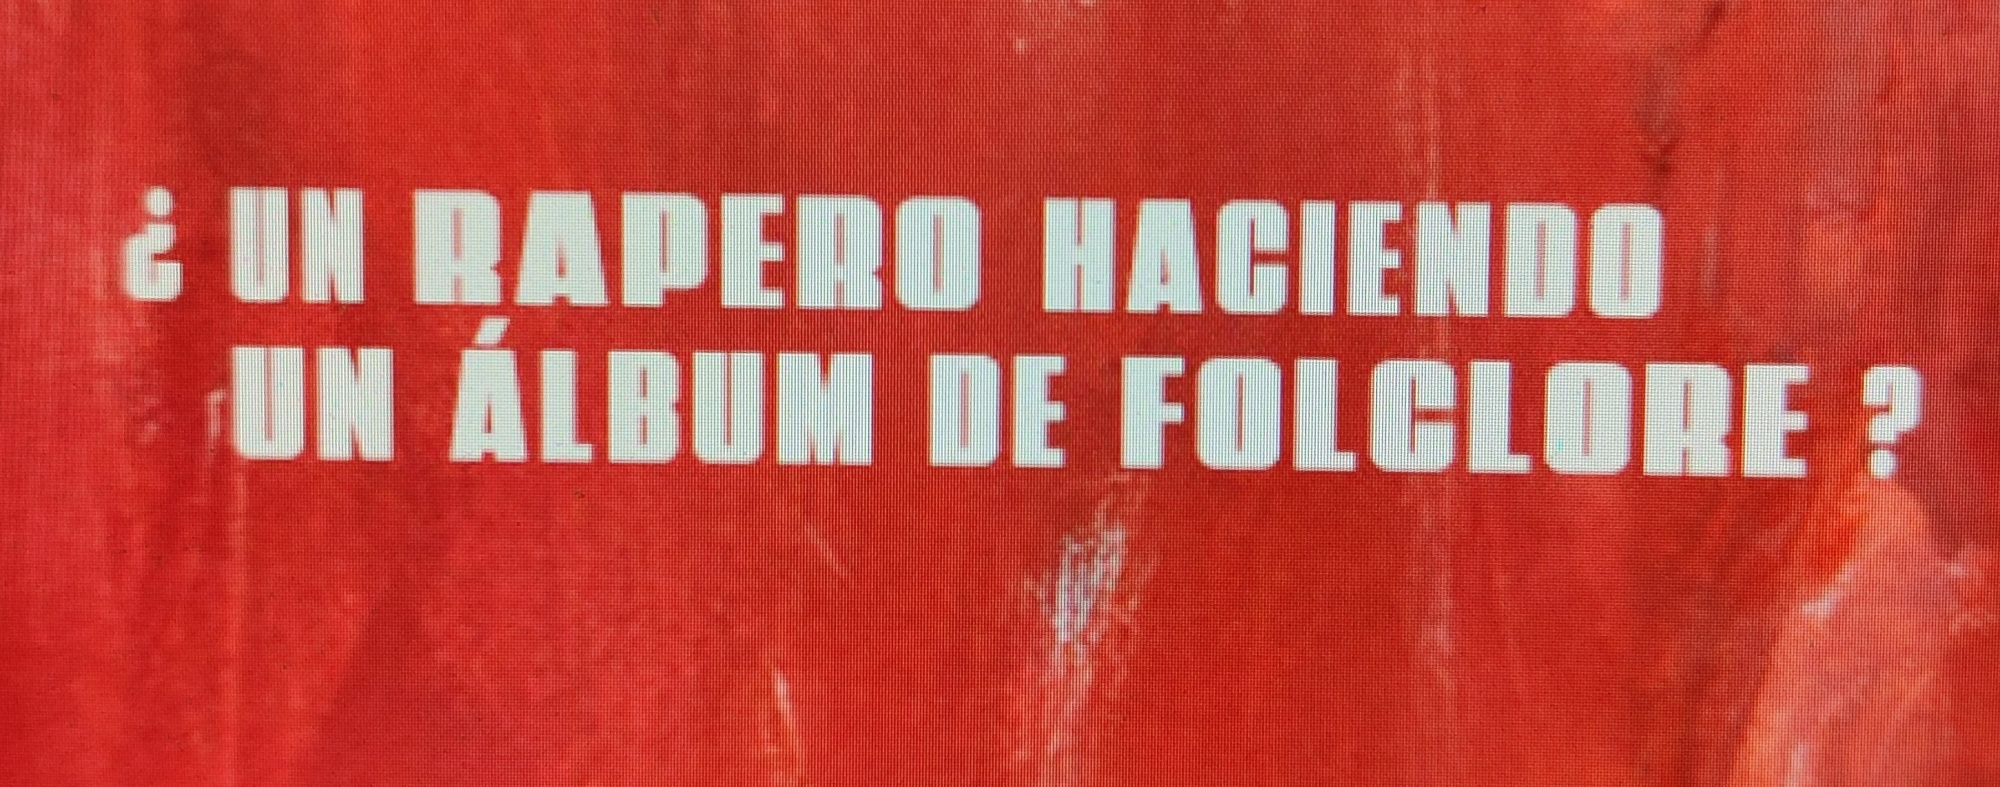 ¿ UN RAPERO HACIENDO
UN ÁLBUM DE FOLCLORE ?